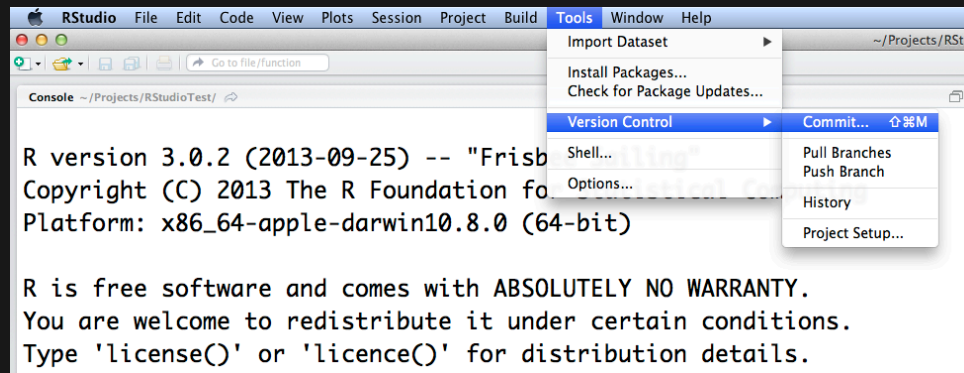 RStudio File Edit Code View Plots Session Project Build Tools Window Help
~/Projects/RSt
Go to file/function
Import Dataset
Install Packages...
Check for Package Updates...
Version Control
Shell...
Options...
Commit... ⇧⌘M
Pull Branches
Push Branch
History
Project Setup...
Console ~/Projects/RStudioTest/
R version 3.0.2 (2013-09-25) -- "Frisbee Sailing"
Copyright (C) 2013 The R Foundation for Statistical Computing
Platform: x86_64-apple-darwin10.8.0 (64-bit)
R is free software and comes with ABSOLUTELY NO WARRANTY.
You are welcome to redistribute it under certain conditions.
Type 'license()' or 'licence()' for distribution details.